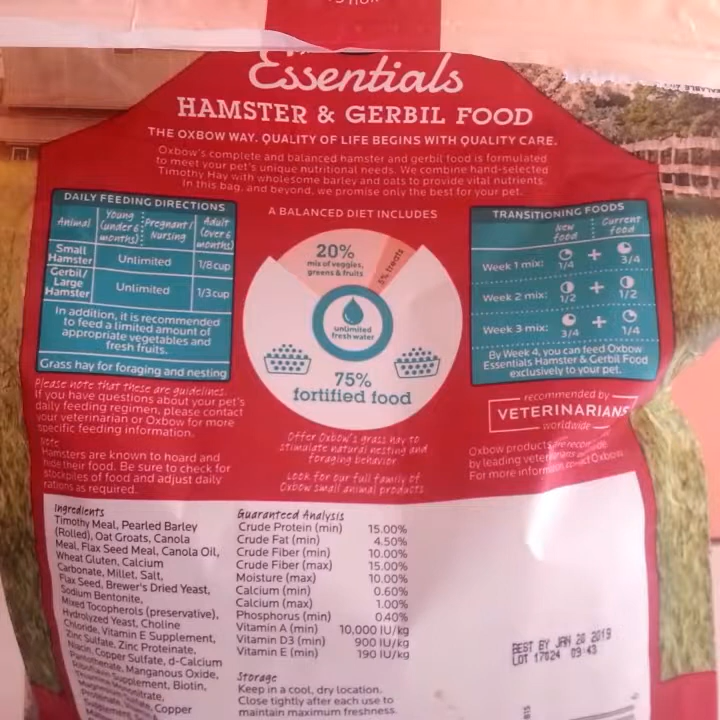 Essentials
HAMSTER & GERBIL FOOD
THE OXBOW WAY. QUALITY OF LIFE BEGINS WITH QUALITY CARE.
Oxbow's complete and balanced hamster and gerbil food is formulated
to meet your pet's unique nutritional needs. We combine hand-selected
Timothy Hay with wholesome barley and oats to provide vital nutrients.
In this bag, and beyond, we promise only the best for your pet.
DAILY FEEDING DIRECTIONS
Animal Young (under 6 months) Pregnant/ Nursing Adult (over 6 months)
Small Hamster Unlimited 1/8 cup
Gerbil/ Large Hamster Unlimited 1/3 cup
In addition, it is recommended
to feed a limited amount of
appropriate vegetables and
fresh fruits.
Grass hay for foraging and nesting
Please note that these are guidelines.
If you have questions about your pet's
daily feeding regimen, please contact
your veterinarian or Oxbow for more
specific feeding information.
Note
Hamsters are known to hoard and
hide their food. Be sure to check for
stockpiles of food and adjust daily
rations as required.
A BALANCED DIET INCLUDES
20%
mix of veggies,
greens & fruits
5% treats
unlimited
fresh water
75%
fortified food
Offer Oxbow's grass hay to
stimulate natural nesting and
foraging behavior
Look for our full family of
Oxbow small animal products
TRANSITIONING FOODS
New food Current food
Week 1 mix: 1/4 + 3/4
Week 2 mix: 1/2 + 1/2
Week 3 mix: 3/4 + 1/4
By Week 4, you can feed Oxbow
Essentials Hamster & Gerbil Food
exclusively to your pet.
recommended by
VETERINARIANS
worldwide
Oxbow products are
by leading
For more Oxbow
Ingredients
Timothy Meal, Pearled Barley
(Rolled), Oat Groats, Canola
Meal, Flax Seed Meal, Canola Oil,
Wheat Gluten, Calcium
Carbonate, Millet, Salt,
Flax Seed, Brewer's Dried Yeast,
Sodium Bentonite,
Mixed Tocopherols (preservative),
Hydrolyzed Yeast, Choline
Chloride, Vitamin E Supplement,
Zinc Sulfate, Zinc Proteinate,
Niacin, Copper Sulfate, d-Calcium
Pantothenate, Manganous Oxide,
Riboflavin Supplement, Biotin,
Thiamine Mononitrate,
Copper
Guaranteed Analysis
Crude Protein (min) 15.00%
Crude Fat (min) 4.50%
Crude Fiber (min) 10.00%
Crude Fiber (max) 15.00%
Moisture (max) 10.00%
Calcium (min) 0.60%
Calcium (max) 1.00%
Phosphorus (min) 0.40%
Vitamin A (min) 10,000 IU/kg
Vitamin D3 (min) 900 IU/kg
Vitamin E (min) 190 IU/kg
Storage
Keep in a cool, dry location.
Close tightly after each use to
maintain maximum freshness.
BEST BY JAN 20 2019
LOT 17024 09:43